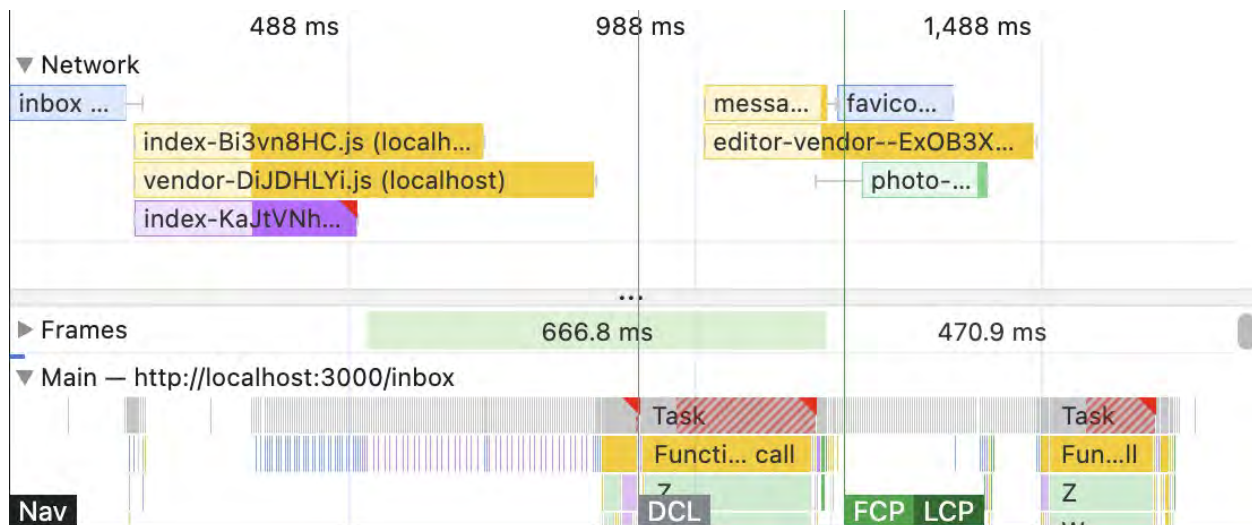 488 ms 988 ms 1,488 ms
▼ Network
inbox ... messa... favico...
index-Bi3vn8HC.js (localh... editor-vendor--ExOB3X...
vendor-DiJDHLYi.js (localhost) photo-...
index-KaJtVNh...
...
▶ Frames 666.8 ms 470.9 ms
▼ Main — http://localhost:3000/inbox
Task Task
Functi... call Fun...ll
Z Z
Nav DCL FCP LCP